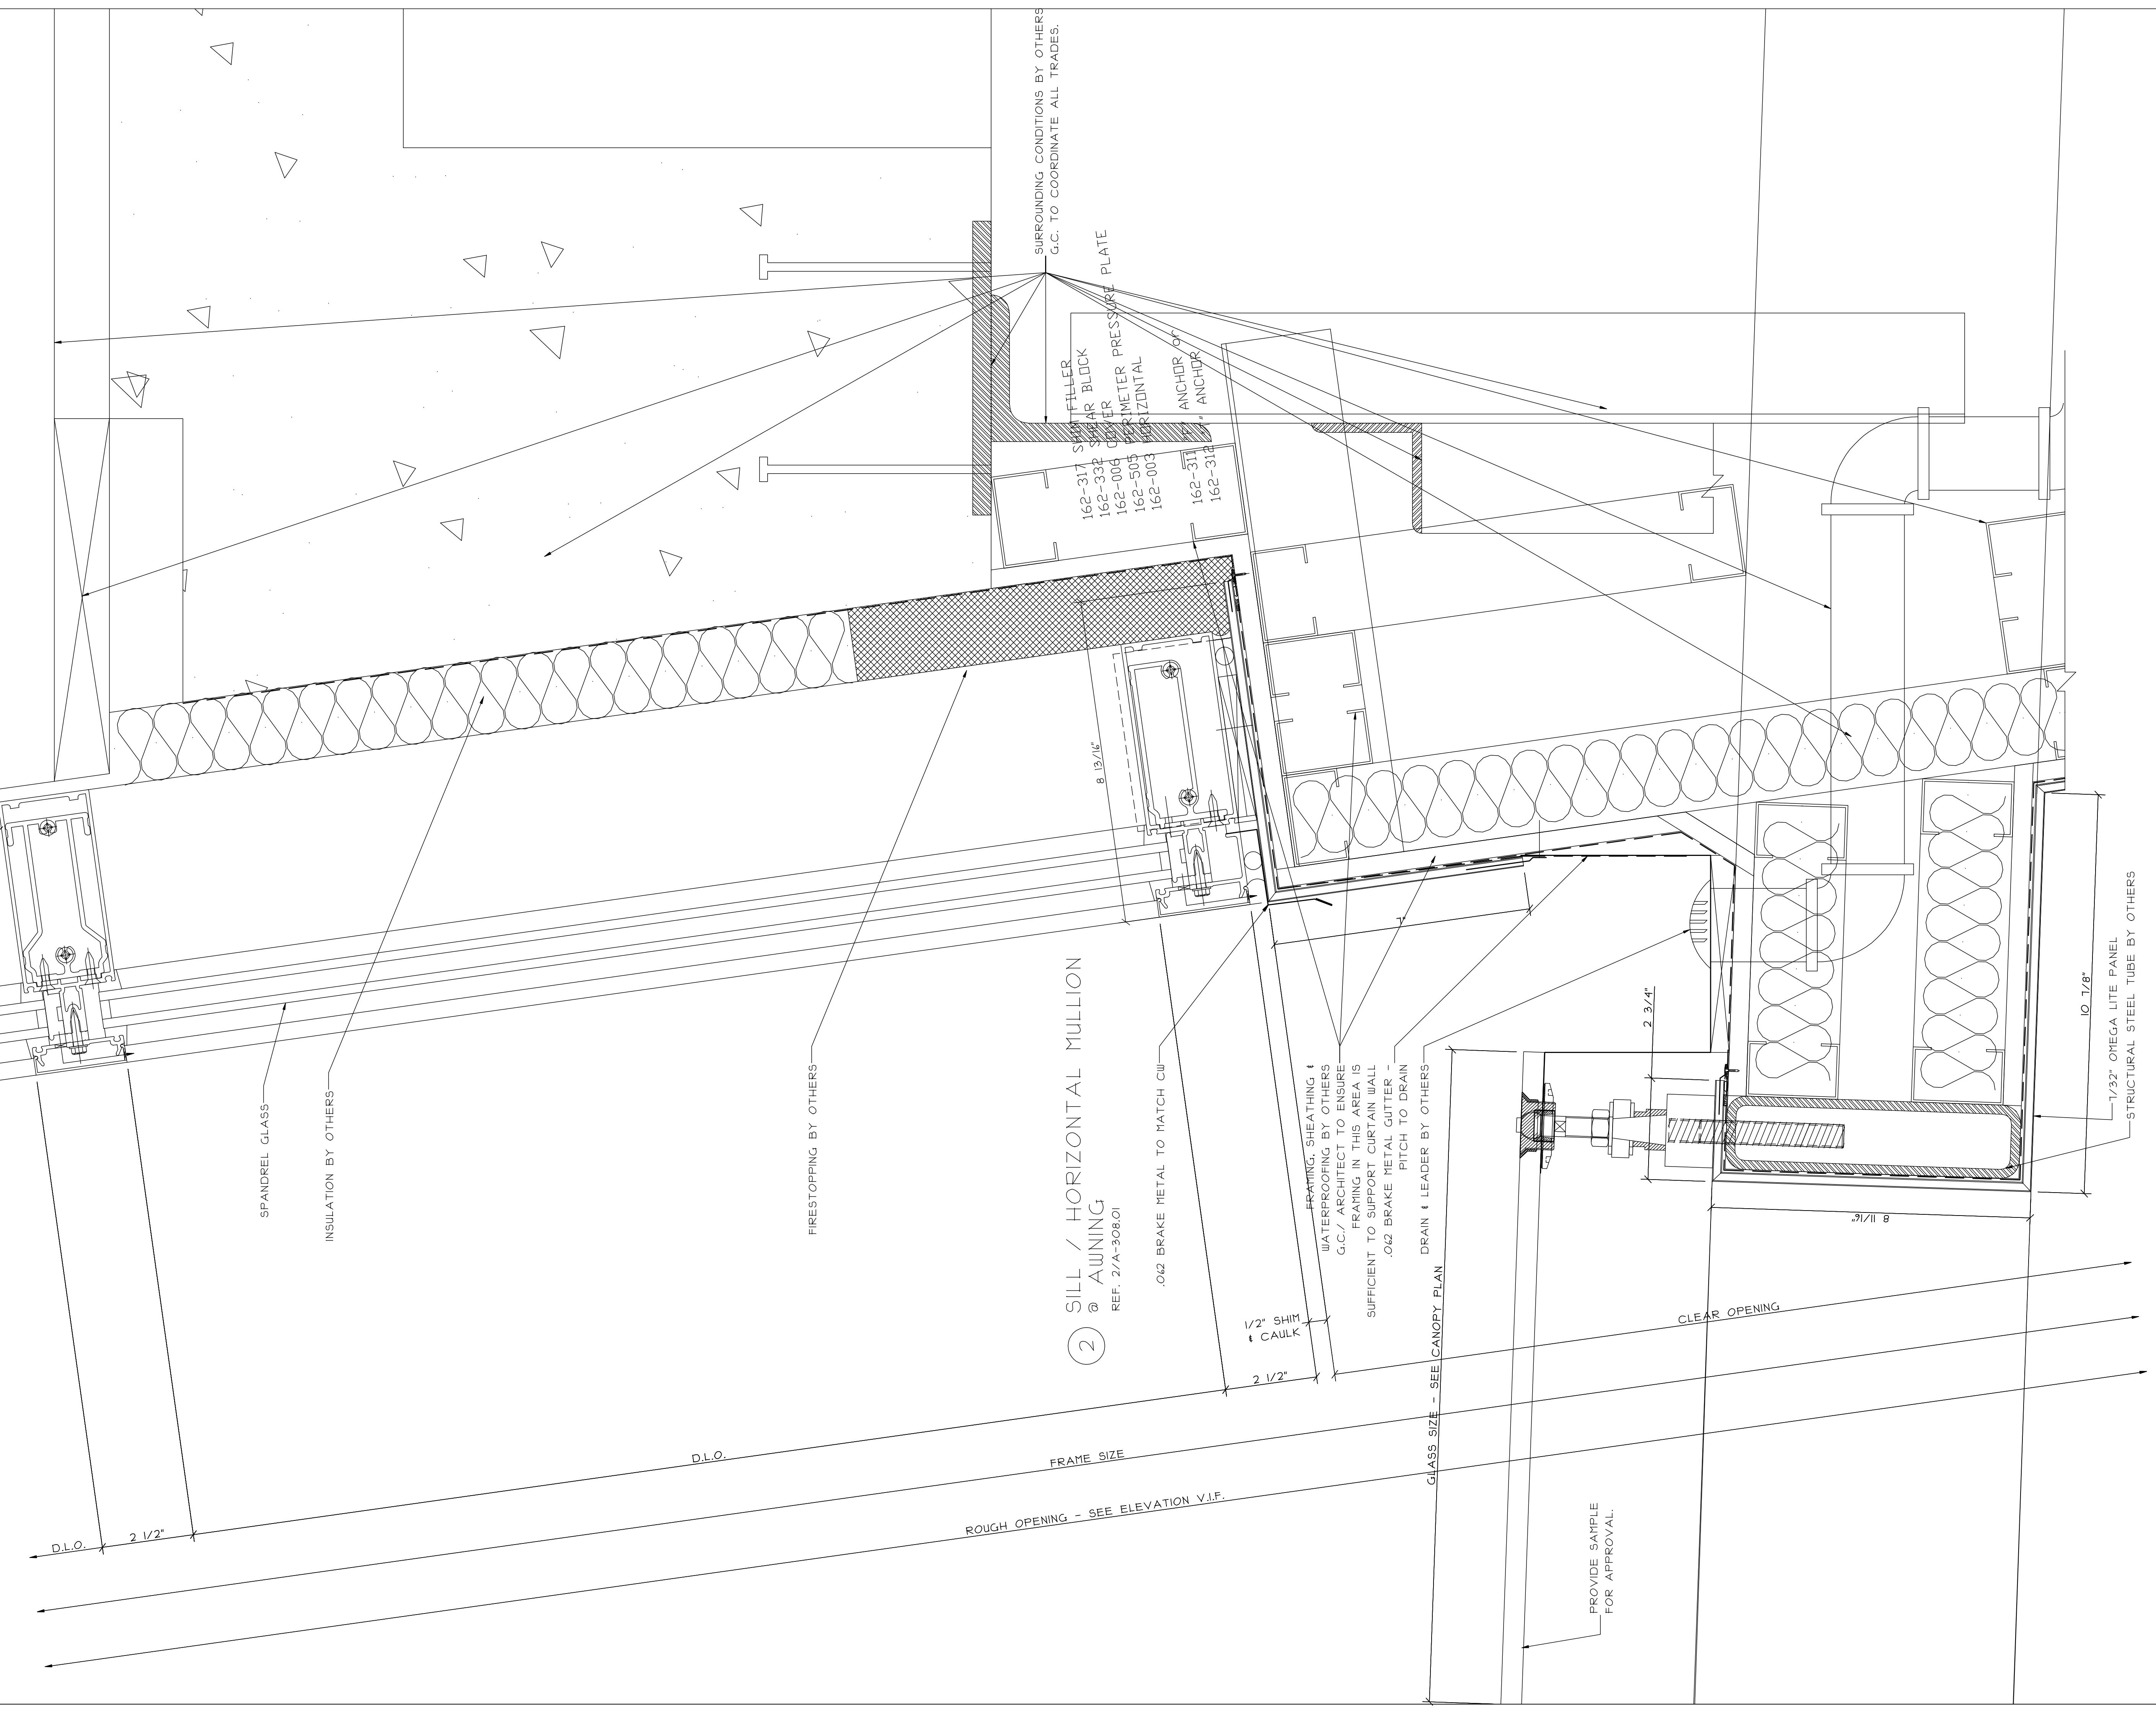 SURROUNDING CONDITIONS BY OTHERS
G.C. TO COORDINATE ALL TRADES.
162-317 SHIM FILLER
162-332 SHEAR BLOCK
162-006 COVER
162-505 PERIMETER PRESSURE PLATE
162-003 HORIZONTAL
162-311 "F" ANCHOR or
162-312 "T" ANCHOR
8 13/16"
7"
SPANDREL GLASS
INSULATION BY OTHERS
FIRESTOPPING BY OTHERS
2
SILL / HORIZONTAL MULLION
@ AWNING
REF. 2/A-308.01
.062 BRAKE METAL TO MATCH CW
FRAMING, SHEATHING &
WATERPROOFING BY OTHERS
G.C./ ARCHITECT TO ENSURE
FRAMING IN THIS AREA IS
SUFFICIENT TO SUPPORT CURTAIN WALL
.062 BRAKE METAL GUTTER -
PITCH TO DRAIN
DRAIN & LEADER BY OTHERS
2 3/4"
10 7/8"
8 11/16"
7/32" OMEGA LITE PANEL
STRUCTURAL STEEL TUBE BY OTHERS
1/2" SHIM
& CAULK
2 1/2"
CLEAR OPENING
GLASS SIZE - SEE CANOPY PLAN
D.L.O.
2 1/2"
D.L.O.
FRAME SIZE
ROUGH OPENING - SEE ELEVATION V.I.F.
PROVIDE SAMPLE
FOR APPROVAL.